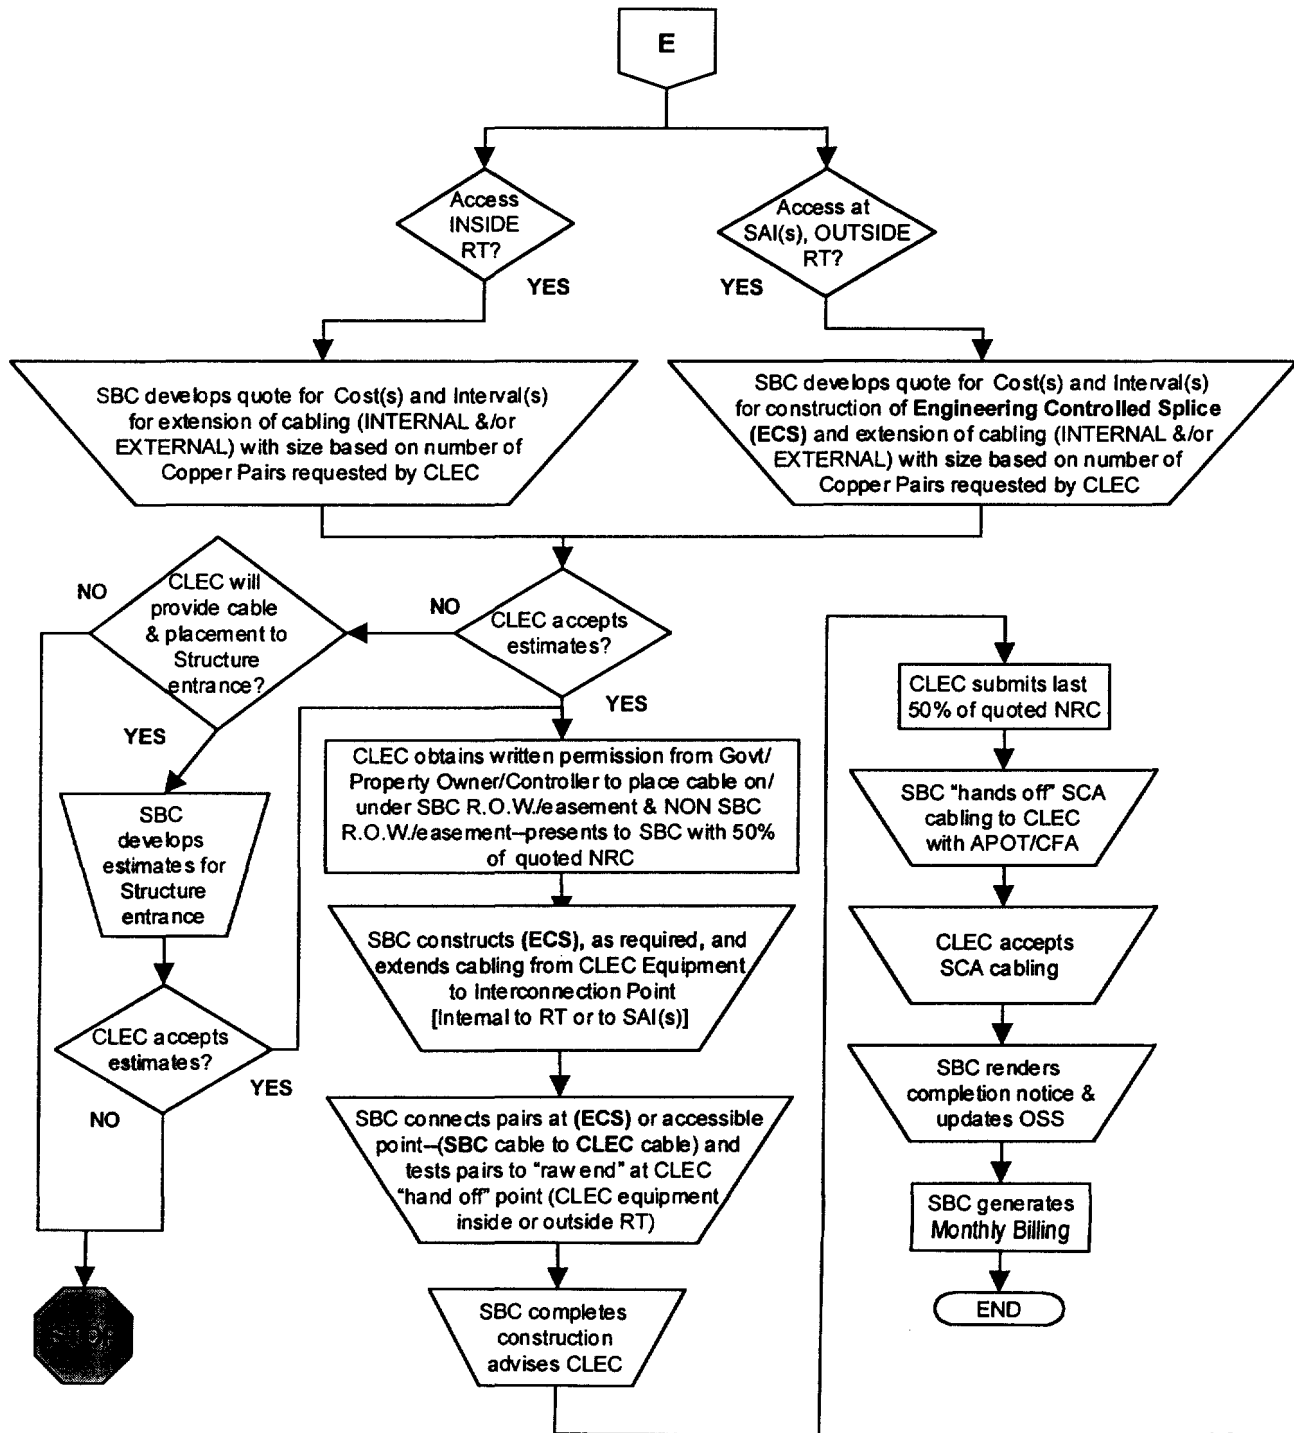 E
Access
INSIDE
RT?
YES
Access at
SAI(s), OUTSIDE
RT?
YES
SBC develops quote for Cost(s) and Interval(s)
for extension of cabling (INTERNAL &/or
EXTERNAL) with size based on number of
Copper Pairs requested by CLEC
SBC develops quote for Cost(s) and Interval(s)
for construction of Engineering Controlled Splice
(ECS) and extension of cabling (INTERNAL &/or
EXTERNAL) with size based on number of
Copper Pairs requested by CLEC
CLEC accepts
estimates?
NO
YES
CLEC will
provide cable
& placement to
Structure
entrance?
NO
YES
SBC
develops
estimates for
Structure
entrance
CLEC accepts
estimates?
YES
NO
STOP
CLEC obtains written permission from Govt/
Property Owner/Controller to place cable on/
under SBC R.O.W./easement & NON SBC
R.O.W./easement--presents to SBC with 50%
of quoted NRC
SBC constructs (ECS), as required, and
extends cabling from CLEC Equipment
to Interconnection Point
[Internal to RT or to SAI(s)]
SBC connects pairs at (ECS) or accessible
point--(SBC cable to CLEC cable) and
tests pairs to "raw end" at CLEC
"hand off" point (CLEC equipment
inside or outside RT)
SBC completes
construction
advises CLEC
CLEC submits last
50% of quoted NRC
SBC "hands off" SCA
cabling to CLEC
with APOT/CFA
CLEC accepts
SCA cabling
SBC renders
completion notice &
updates OSS
SBC generates
Monthly Billing
END